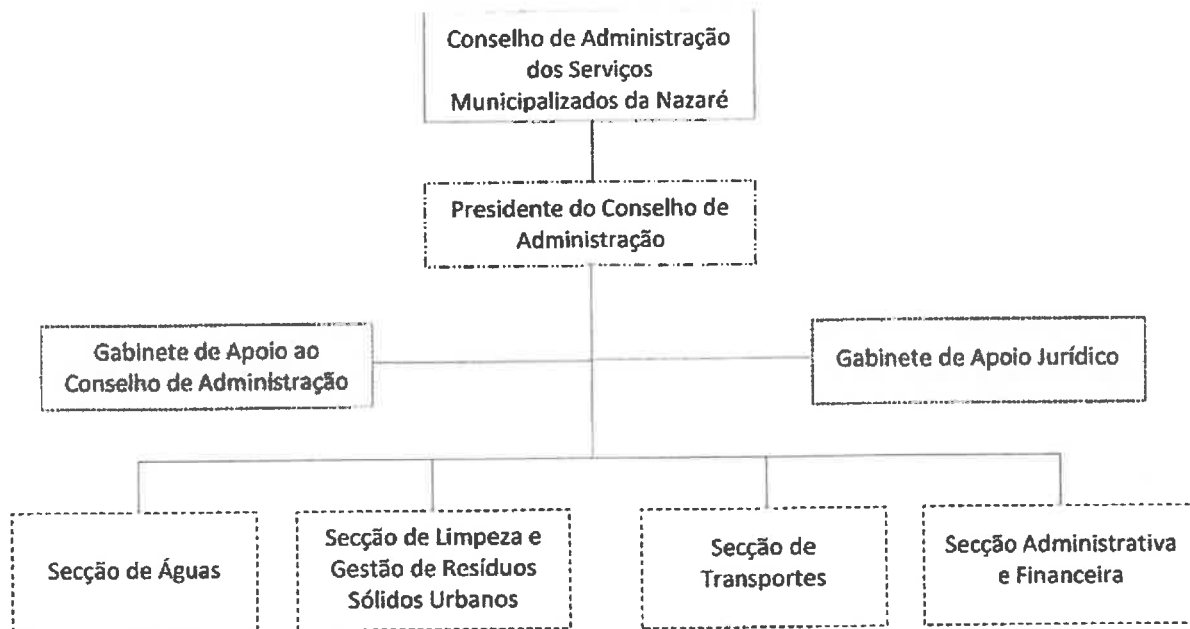 Conselho de Administração
dos Serviços
Municipalizados da Nazaré
Presidente do Conselho de
Administração
Gabinete de Apoio ao
Conselho de Administração
Gabinete de Apoio Jurídico
Secção de Águas
Secção de Limpeza e
Gestão de Resíduos
Sólidos Urbanos
Secção de
Transportes
Secção Administrativa
e Financeira